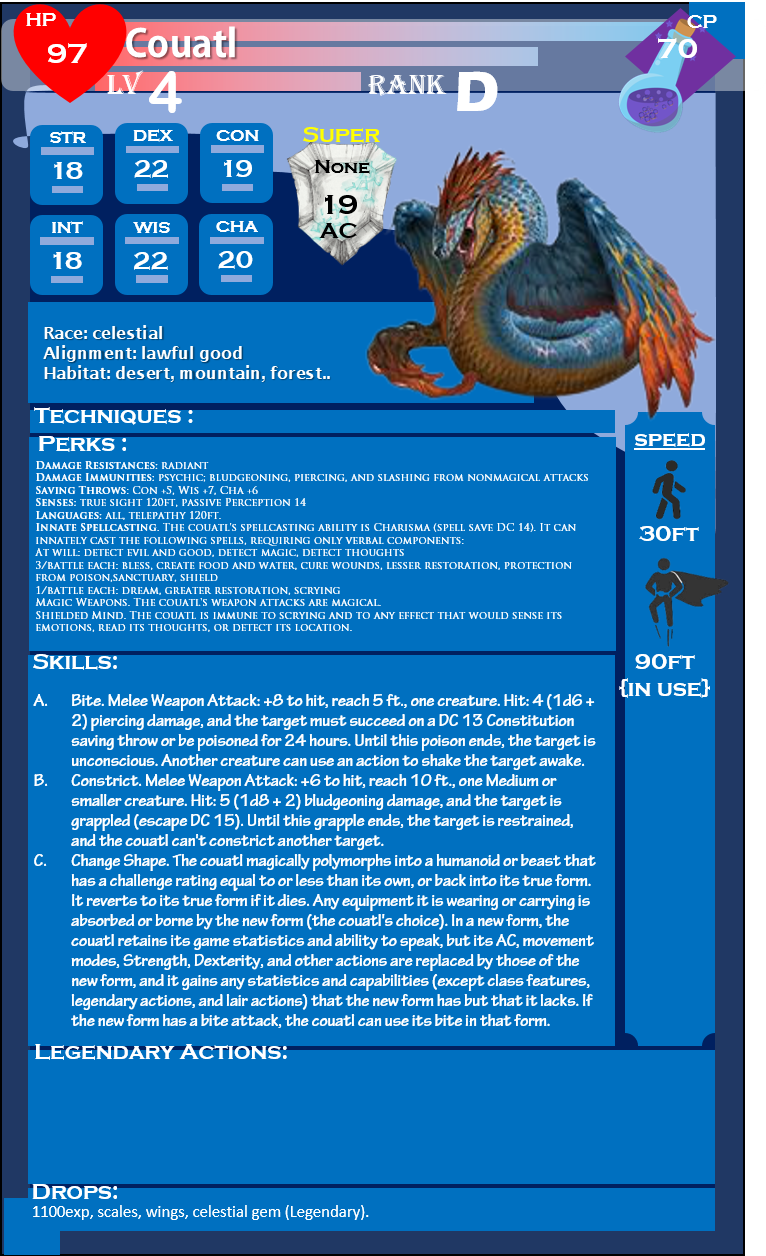 HP
97
Couatl
CP
70
LV 4
RANK D
STR
18
DEX
22
CON
19
INT
18
WIS
22
CHA
20
SUPER
NONE
19
AC
Race: celestial
Alignment: lawful good
Habitat: desert, mountain, forest..
TECHNIQUES :
PERKS :
DAMAGE RESISTANCES: RADIANT
DAMAGE IMMUNITIES: PSYCHIC; BLUDGEONING, PIERCING, AND SLASHING FROM NONMAGICAL ATTACKS
SAVING THROWS: CON +5, WIS +7, CHA +6
SENSES: TRUE SIGHT 120FT, PASSIVE PERCEPTION 14
LANGUAGES: ALL, TELEPATHY 120FT.
INNATE SPELLCASTING. THE COUATL'S SPELLCASTING ABILITY IS CHARISMA (SPELL SAVE DC 14). IT CAN
INNATELY CAST THE FOLLOWING SPELLS, REQUIRING ONLY VERBAL COMPONENTS:
AT WILL: DETECT EVIL AND GOOD, DETECT MAGIC, DETECT THOUGHTS
3/BATTLE EACH: BLESS, CREATE FOOD AND WATER, CURE WOUNDS, LESSER RESTORATION, PROTECTION
FROM POISON,SANCTUARY, SHIELD
1/BATTLE EACH: DREAM, GREATER RESTORATION, SCRYING
MAGIC WEAPONS. THE COUATL'S WEAPON ATTACKS ARE MAGICAL.
SHIELDED MIND. THE COUATL IS IMMUNE TO SCRYING AND TO ANY EFFECT THAT WOULD SENSE ITS
EMOTIONS, READ ITS THOUGHTS, OR DETECT ITS LOCATION.
SPEED
30FT
90FT
{IN USE}
SKILLS:
A. Bite. Melee Weapon Attack: +8 to hit, reach 5 ft., one creature. Hit: 4 (1d6 +
2) piercing damage, and the target must succeed on a DC 13 Constitution
saving throw or be poisoned for 24 hours. Until this poison ends, the target is
unconscious. Another creature can use an action to shake the target awake.
B. Constrict. Melee Weapon Attack: +6 to hit, reach 10 ft., one Medium or
smaller creature. Hit: 5 (1d8 + 2) bludgeoning damage, and the target is
grappled (escape DC 15). Until this grapple ends, the target is restrained,
and the couatl can't constrict another target.
C. Change Shape. The couatl magically polymorphs into a humanoid or beast that
has a challenge rating equal to or less than its own, or back into its true form.
It reverts to its true form if it dies. Any equipment it is wearing or carrying is
absorbed or borne by the new form (the couatl's choice). In a new form, the
couatl retains its game statistics and ability to speak, but its AC, movement
modes, Strength, Dexterity, and other actions are replaced by those of the
new form, and it gains any statistics and capabilities (except class features,
legendary actions, and lair actions) that the new form has but that it lacks. If
the new form has a bite attack, the couatl can use its bite in that form.
LEGENDARY ACTIONS:
DROPS:
1100exp, scales, wings, celestial gem (Legendary).